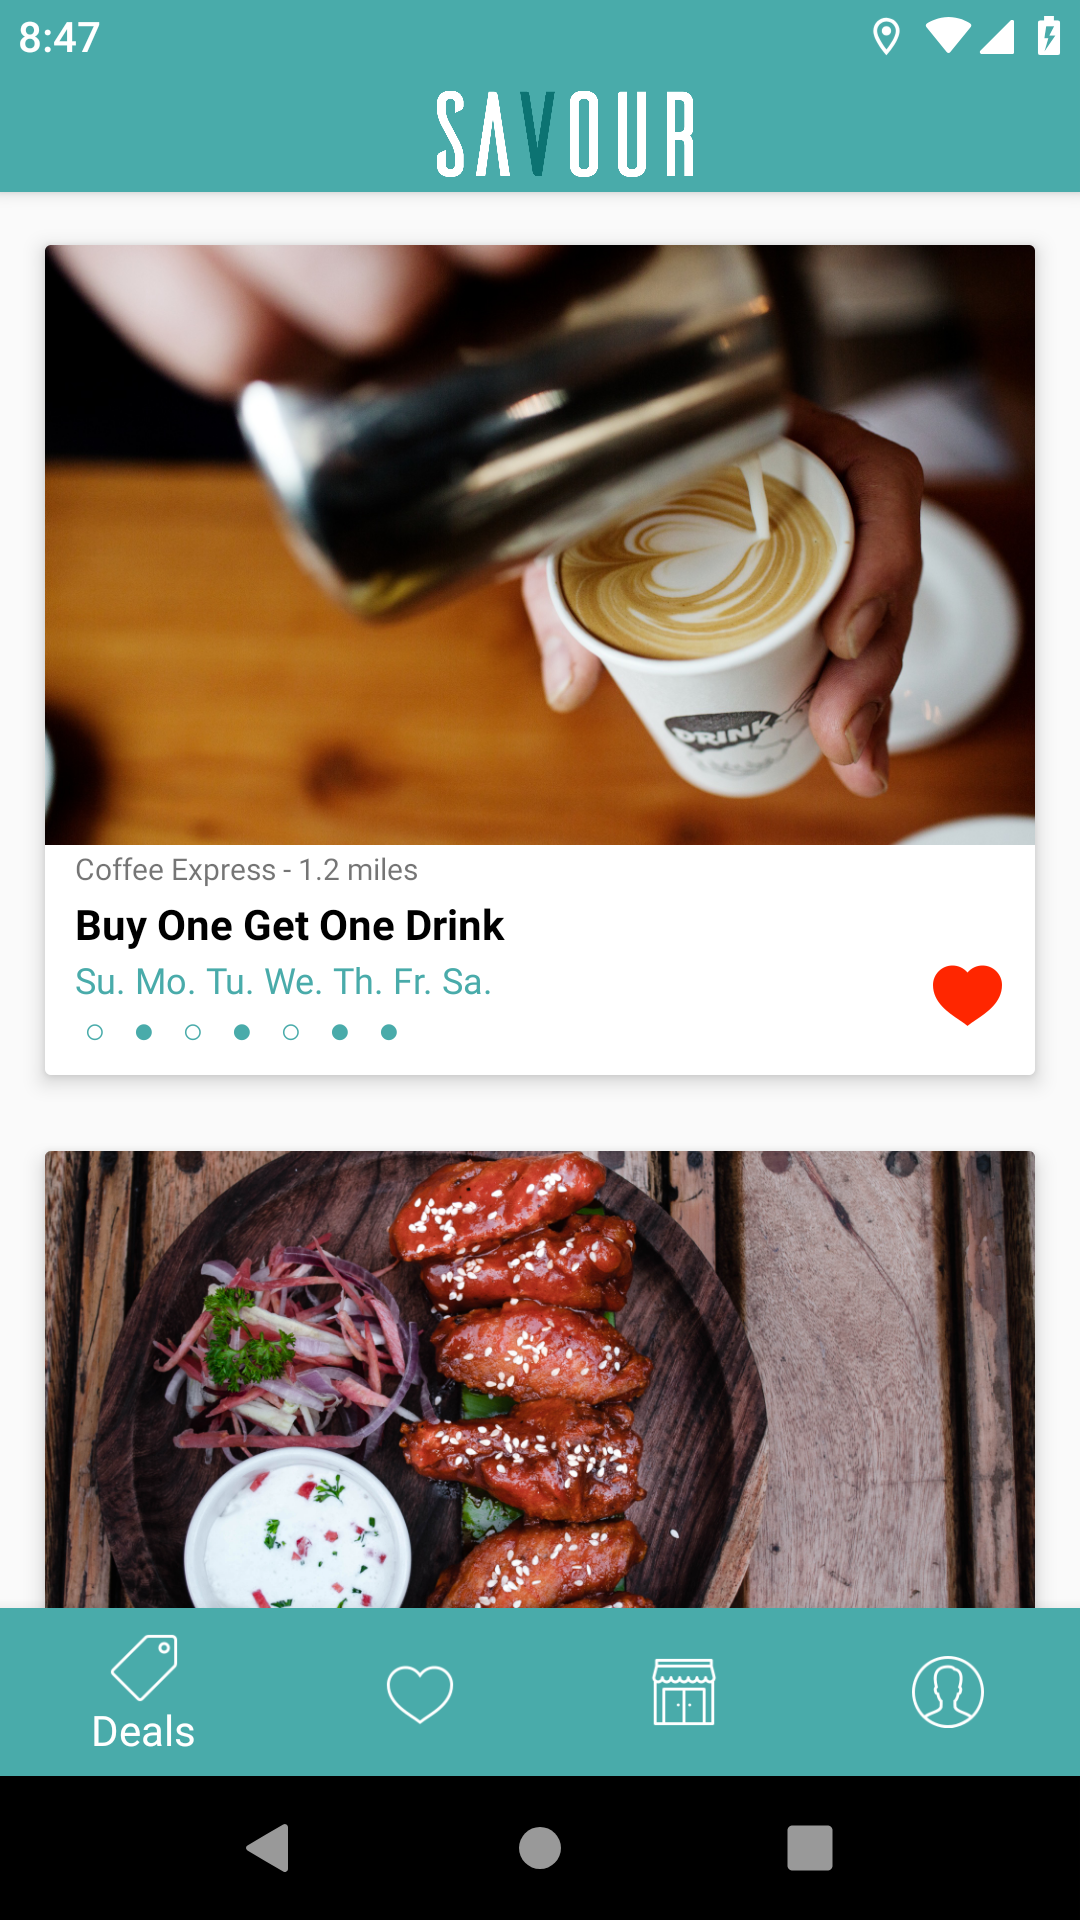 8:47
SAVOUR
DRINK
Coffee Express - 1.2 miles
Buy One Get One Drink
Su. Mo. Tu. We. Th. Fr. Sa.
Deals